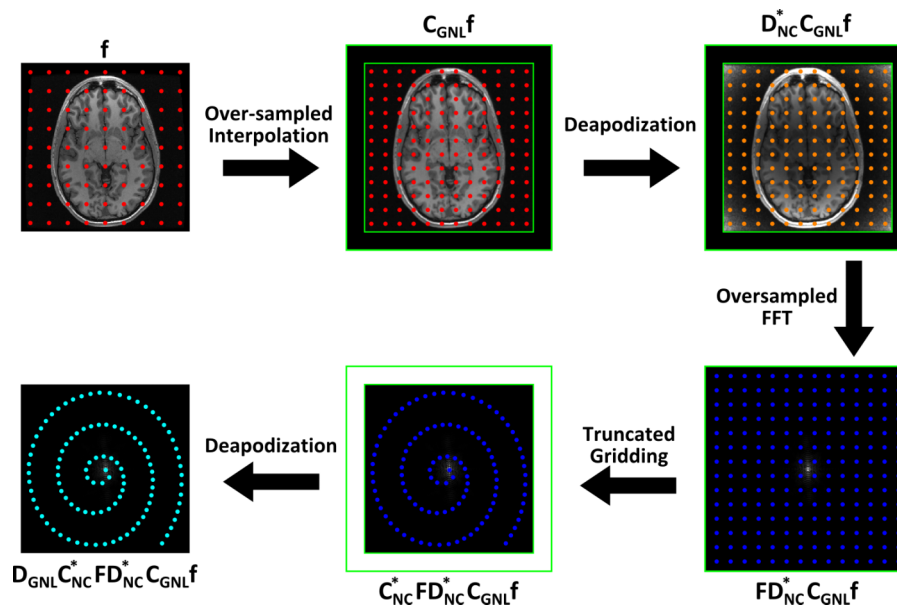 f
C_GNL f
D*_NC C_GNL f
Over-sampled
Interpolation
Deapodization
Oversampled
FFT
Deapodization
Truncated
Gridding
D_GNL C*_NC FD*_NC C_GNL f
C*_NC FD*_NC C_GNL f
FD*_NC C_GNL f